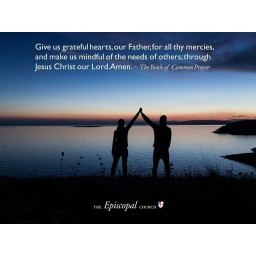 Give us grateful hearts, our Father, for all thy mercies,
and make us mindful of the needs of others; through
Jesus Christ our Lord. Amen. – The Book of Common Prayer
THE Episcopal CHURCH